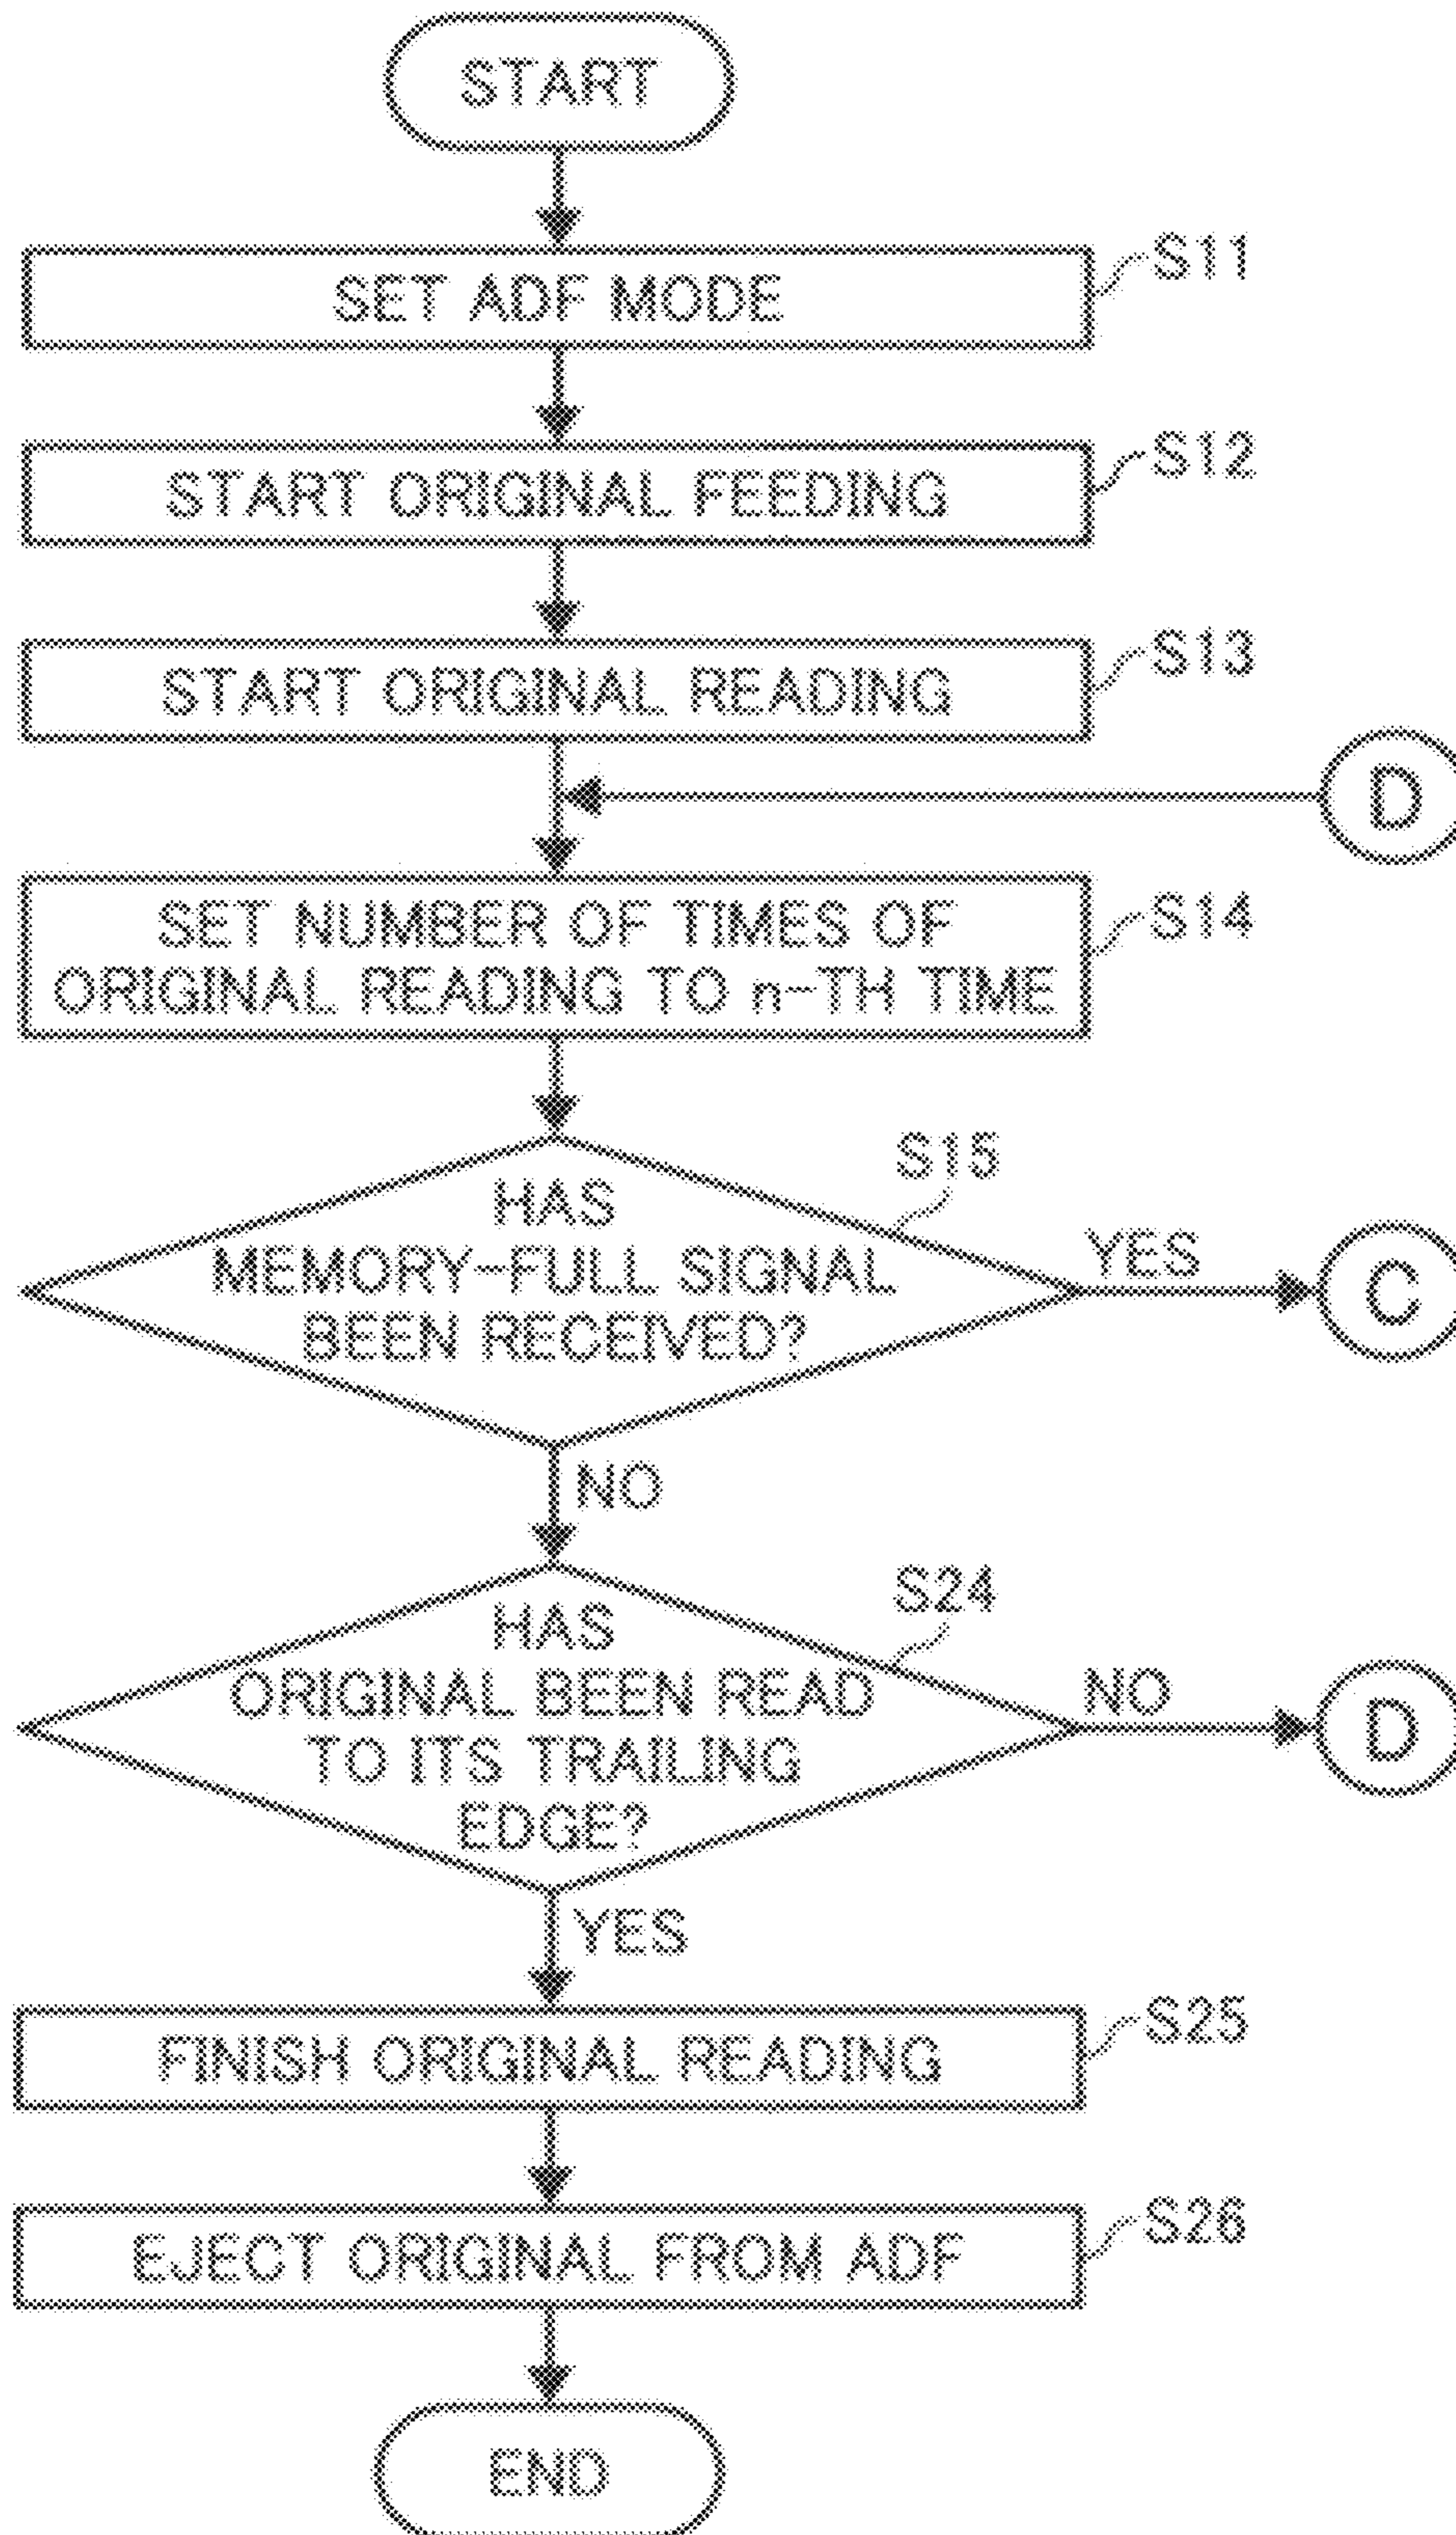 START
SET ADF MODE
S11
START ORIGINAL FEEDING
S12
START ORIGINAL READING
S13
D
SET NUMBER OF TIMES OF
ORIGINAL READING TO n-TH TIME
S14
S15
HAS
MEMORY-FULL SIGNAL
BEEN RECEIVED?
YES
C
NO
S24
HAS
ORIGINAL BEEN READ
TO ITS TRAILING
EDGE?
NO
D
YES
FINISH ORIGINAL READING
S25
EJECT ORIGINAL FROM ADF
S26
END